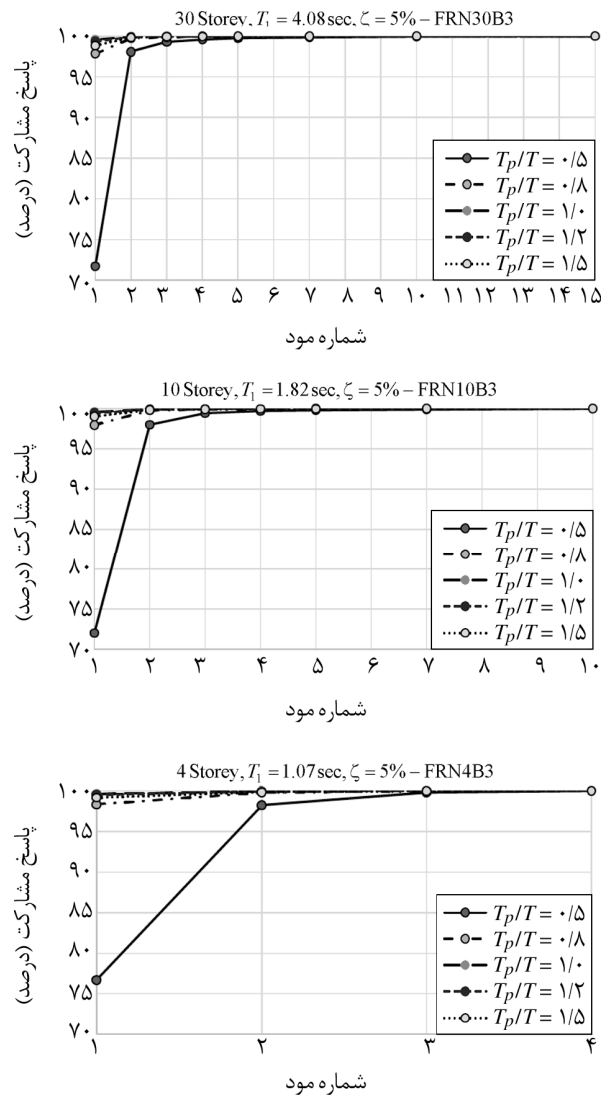 30 Storey, T₁ = 4.08 sec, ζ = 5% – FRN30B3
پاسخ مشارکت (درصد)
۱۰۰
۹۵
۹۰
۸۵
۸۰
۷۵
۷۰
Tp/T = ۰/۵
Tp/T = ۰/۸
Tp/T = ۱/۰
Tp/T = ۱/۲
Tp/T = ۱/۵
۱ ۲ ۳ ۴ ۵ ۶ ۷ ۸ ۹ ۱۰ ۱۱ ۱۲ ۱۳ ۱۴ ۱۵
شماره مود
10 Storey, T₁ = 1.82 sec, ζ = 5% – FRN10B3
پاسخ مشارکت (درصد)
۱۰۰
۹۵
۹۰
۸۵
۸۰
۷۵
۷۰
Tp/T = ۰/۵
Tp/T = ۰/۸
Tp/T = ۱/۰
Tp/T = ۱/۲
Tp/T = ۱/۵
۱ ۲ ۳ ۴ ۵ ۶ ۷ ۸ ۹ ۱۰
شماره مود
4 Storey, T₁ = 1.07 sec, ζ = 5% – FRN4B3
پاسخ مشارکت (درصد)
۱۰۰
۹۵
۹۰
۸۵
۸۰
۷۵
۷۰
Tp/T = ۰/۵
Tp/T = ۰/۸
Tp/T = ۱/۰
Tp/T = ۱/۲
Tp/T = ۱/۵
۱ ۲ ۳ ۴
شماره مود